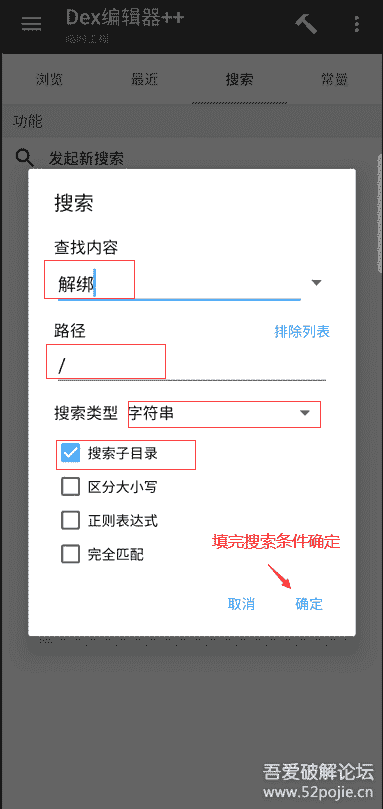 Dex编辑器++
临时工程
浏览 最近 搜索 常量
功能
发起新搜索
搜索
查找内容
解绑
路径 排除列表
/
搜索类型 字符串
搜索子目录
区分大小写
正则表达式
完全匹配
填完搜索条件确定
取消 确定
吾爱破解论坛
www.52pojie.cn